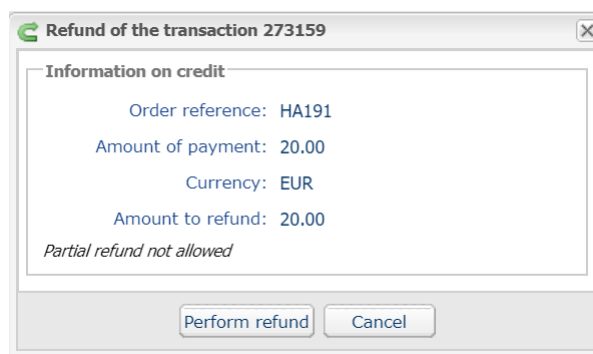 Refund of the transaction 273159
Information on credit
Order reference: HA191
Amount of payment: 20.00
Currency: EUR
Amount to refund: 20.00
Partial refund not allowed
Perform refund Cancel